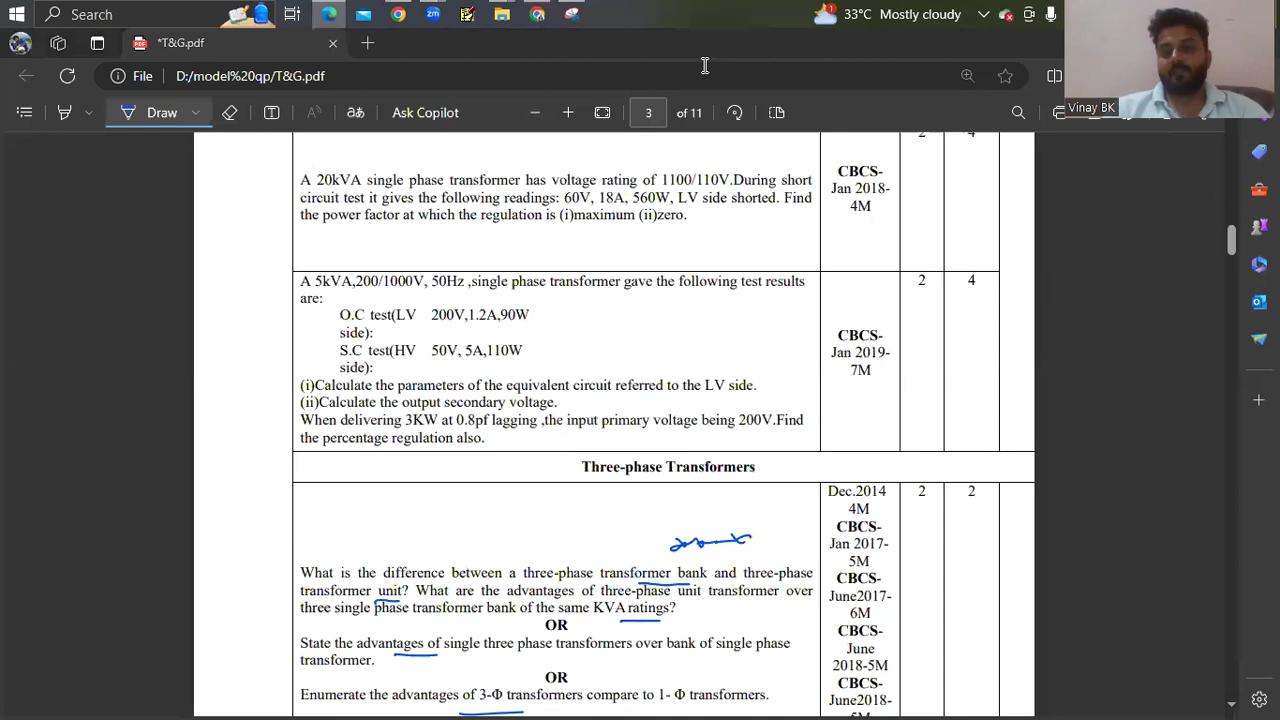 Search
33°C Mostly cloudy
*T&G.pdf
File D:/model%20qp/T&G.pdf
Vinay BK
Draw
aあ
Ask Copilot
3 of 11
2 4
A 20kVA single phase transformer has voltage rating of 1100/110V.During short
circuit test it gives the following readings: 60V, 18A, 560W, LV side shorted. Find
the power factor at which the regulation is (i)maximum (ii)zero.
CBCS-
Jan 2018-
4M
A 5kVA,200/1000V, 50Hz ,single phase transformer gave the following test results
are:
O.C test(LV 200V,1.2A,90W
side):
S.C test(HV 50V, 5A,110W
side):
(i)Calculate the parameters of the equivalent circuit referred to the LV side.
(ii)Calculate the output secondary voltage.
When delivering 3KW at 0.8pf lagging ,the input primary voltage being 200V.Find
the percentage regulation also.
CBCS-
Jan 2019-
7M
2 4
Three-phase Transformers
What is the difference between a three-phase transformer bank and three-phase
transformer unit? What are the advantages of three-phase unit transformer over
three single phase transformer bank of the same KVA ratings?
OR
State the advantages of single three phase transformers over bank of single phase
transformer.
OR
Enumerate the advantages of 3-Φ transformers compare to 1- Φ transformers.
Dec.2014
4M
CBCS-
Jan 2017-
5M
CBCS-
June2017-
6M
CBCS-
June
2018-5M
CBCS-
June2018-
5M
2 2